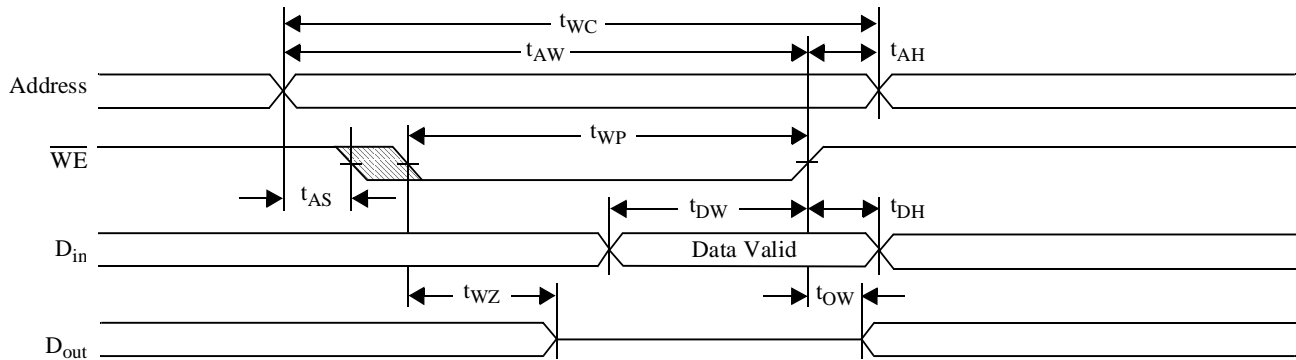 tWC
tAW tAH
Address
tWP
WE
tAS tDW tDH
Din Data Valid
tWZ tOW
Dout